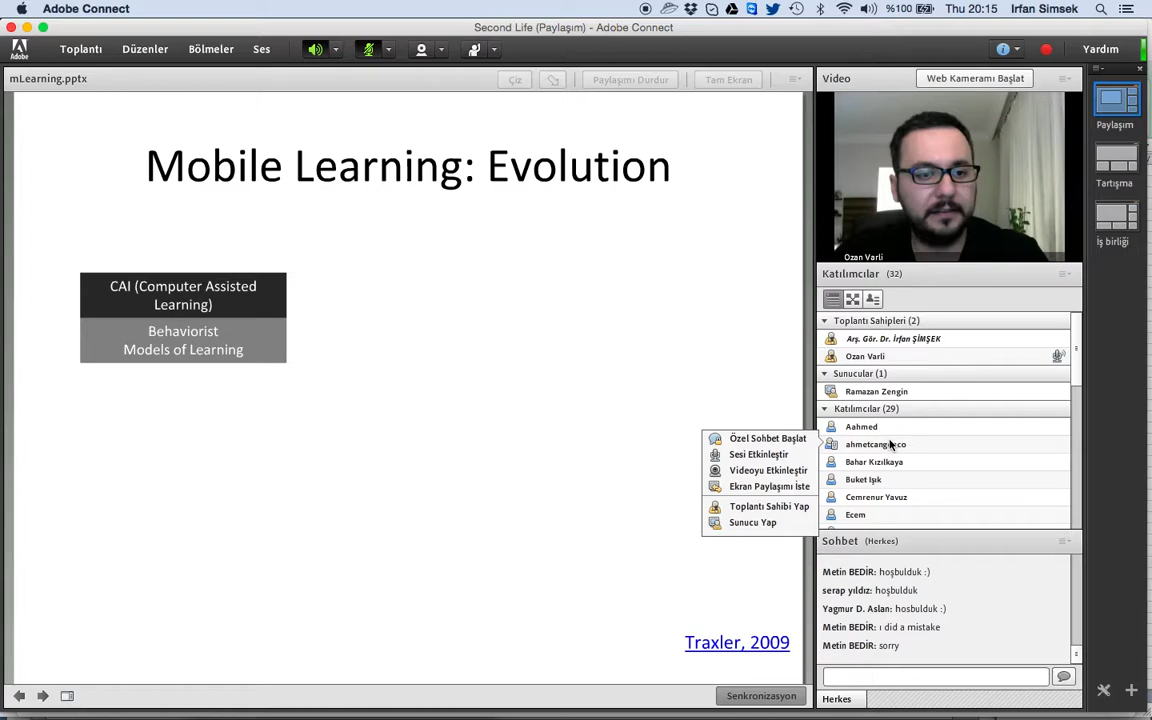 Adobe Connect
%100
Thu 20:15
Irfan Simsek
Second Life (Paylaşım) - Adobe Connect
Adobe
Toplantı
Düzenler
Bölmeler
Ses
Yardım
mLearning.pptx
Çiz
Paylaşımı Durdur
Tam Ekran
Mobile Learning: Evolution
CAI (Computer Assisted
Learning)
Behaviorist
Models of Learning
Traxler, 2009
Senkronizasyon
Özel Sohbet Başlat
Sesi Etkinleştir
Videoyu Etkinleştir
Ekran Paylaşımı İste
Toplantı Sahibi Yap
Sunucu Yap
Video
Web Kameramı Başlat
Ozan Varli
Katılımcılar (32)
Toplantı Sahipleri (2)
Arş. Gör. Dr. İrfan ŞİMŞEK
Ozan Varli
Sunucular (1)
Ramazan Zengin
Katılımcılar (29)
Aahmed
Bahar Kızılkaya
Buket Işık
Cemrenur Yavuz
Ecem
Sohbet (Herkes)
Metin BEDİR: hoşbulduk :)
serap yıldız: hoşbulduk
Yagmur D. Aslan: hosbulduk :)
Metin BEDİR: ı did a mistake
Metin BEDİR: sorry
Herkes
Paylaşım
Tartışma
İş birliği